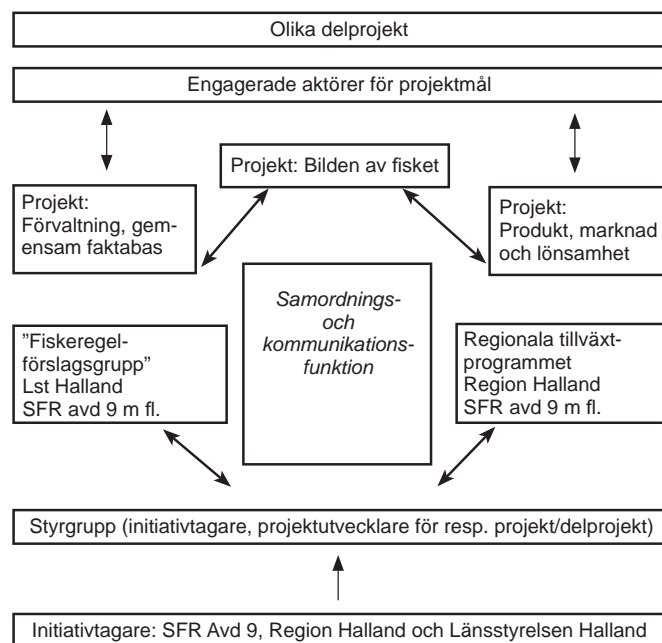 Olika delprojekt
Engagerade aktörer för projektmål
Projekt: Bilden av fisket
Projekt:
Förvaltning, gem-
ensam faktabas
Projekt:
Produkt, marknad
och lönsamhet
Samordnings-
och
kommunikations-
funktion
”Fiskeregel-
förslagsgrupp”
Lst Halland
SFR avd 9 m fl.
Regionala tillväxt-
programmet
Region Halland
SFR avd 9 m fl.
Styrgrupp (initiativtagare, projektutvecklare för resp. projekt/delprojekt)
Initiativtagare: SFR Avd 9, Region Halland och Länsstyrelsen Halland